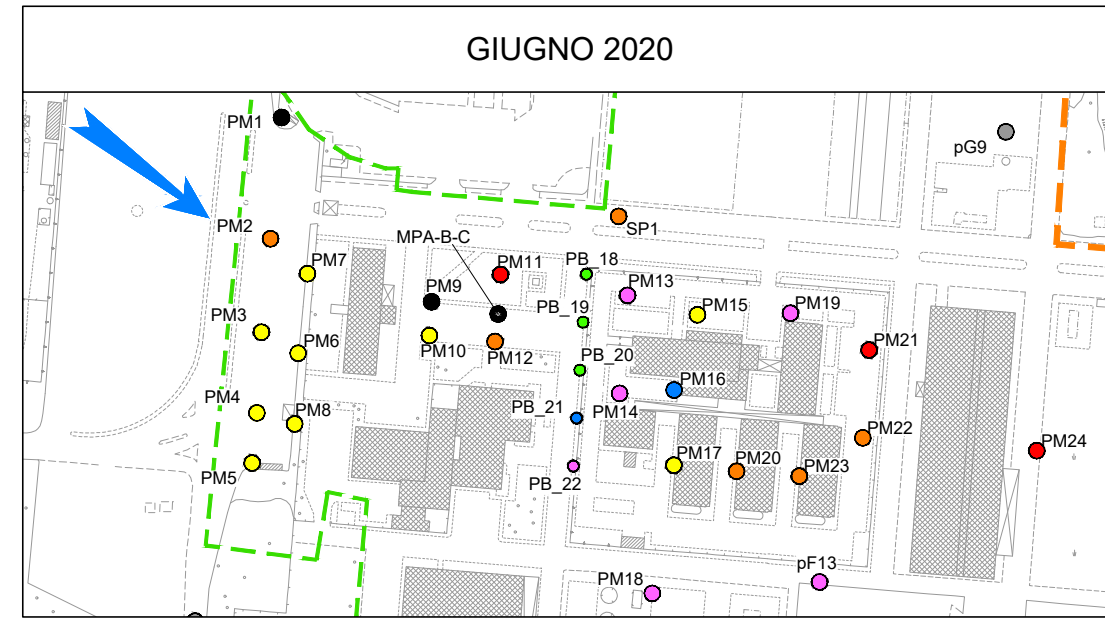 GIUGNO 2020
PM1
pG9
PM2
SP1
MPA-B-C
PM7
PM11
PB_18
PM13
PM9
PM15
PM19
PM3
PB_19
PM6
PM10
PM12
PM21
PB_20
PM16
PM4
PM8
PB_21
PM14
PM22
PM24
PM5
PM17
PM20
PM23
PB_22
pF13
PM18